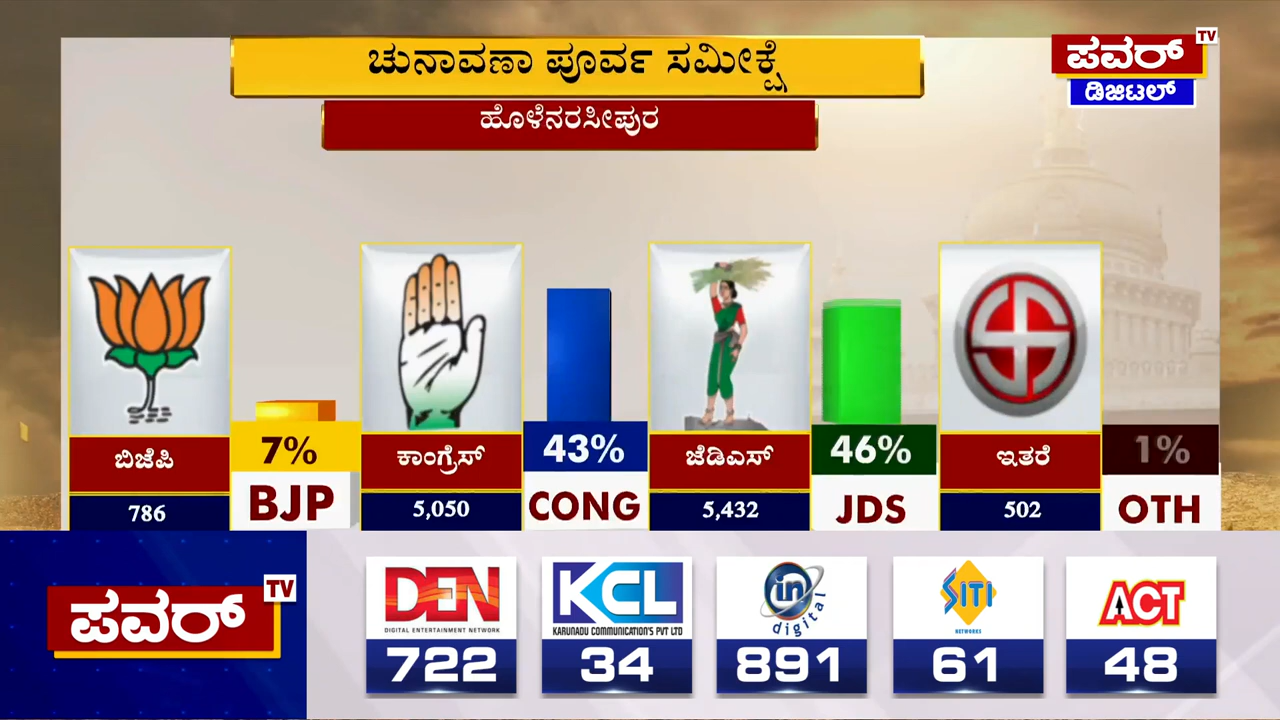 ಚುನಾವಣಾ ಪೂರ್ವ ಸಮೀಕ್ಷೆ
ಹೊಳೆನರಸೀಪುರ
ಪವರ್ TV
ಡಿಜಿಟಲ್
ಬಿಜೆಪಿ
786
7%
BJP
ಕಾಂಗ್ರೆಸ್
5,050
43%
CONG
ಜೆಡಿಎಸ್
5,432
46%
JDS
ಇತರೆ
502
1%
OTH
ಪವರ್ TV
DEN
DIGITAL ENTERTAINMENT NETWORK
722
KCL
KARUNADU COMMUNICATION'S PVT LTD
34
in
digital
891
SITI
NETWORKS
61
ACT
48